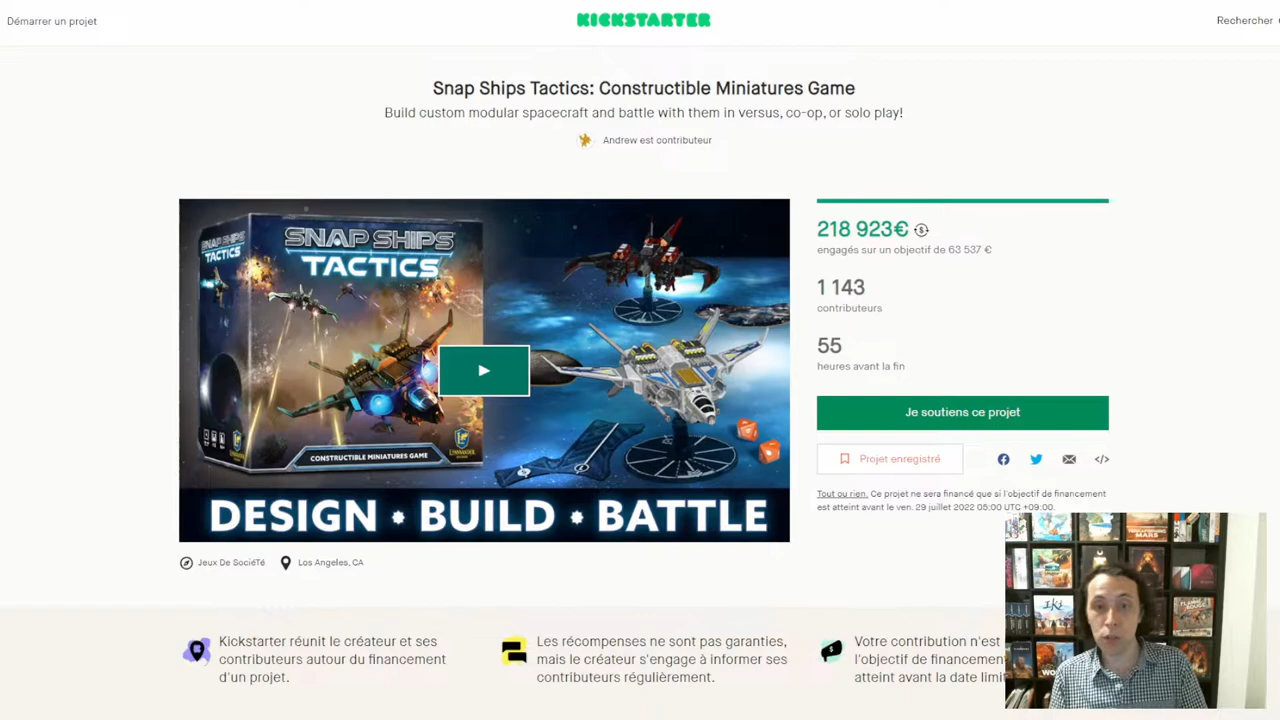 Démarrer un projet
KICKSTARTER
Rechercher
Snap Ships Tactics: Constructible Miniatures Game
Build custom modular spacecraft and battle with them in versus, co-op, or solo play!
Andrew est contributeur
SNAP SHIPS
TACTICS
SNAP SHIPS
TACTICS
CONSTRUCTIBLE MINIATURES GAME
DESIGN • BUILD • BATTLE
218 923€
engagés sur un objectif de 63 537 €
1 143
contributeurs
55
heures avant la fin
Je soutiens ce projet
Projet enregistré
</>
Tout ou rien. Ce projet ne sera financé que si l'objectif de financement
est atteint avant le ven. 29 juillet 2022 05:00 UTC +09:00.
Jeux De SociéTé
Los Angeles, CA
Kickstarter réunit le créateur et ses
contributeurs autour du financement
d'un projet.
Les récompenses ne sont pas garanties,
mais le créateur s'engage à informer ses
contributeurs régulièrement.
Votre contribution n'est
l'objectif de financemen
atteint avant la date limi
MARS
IKI